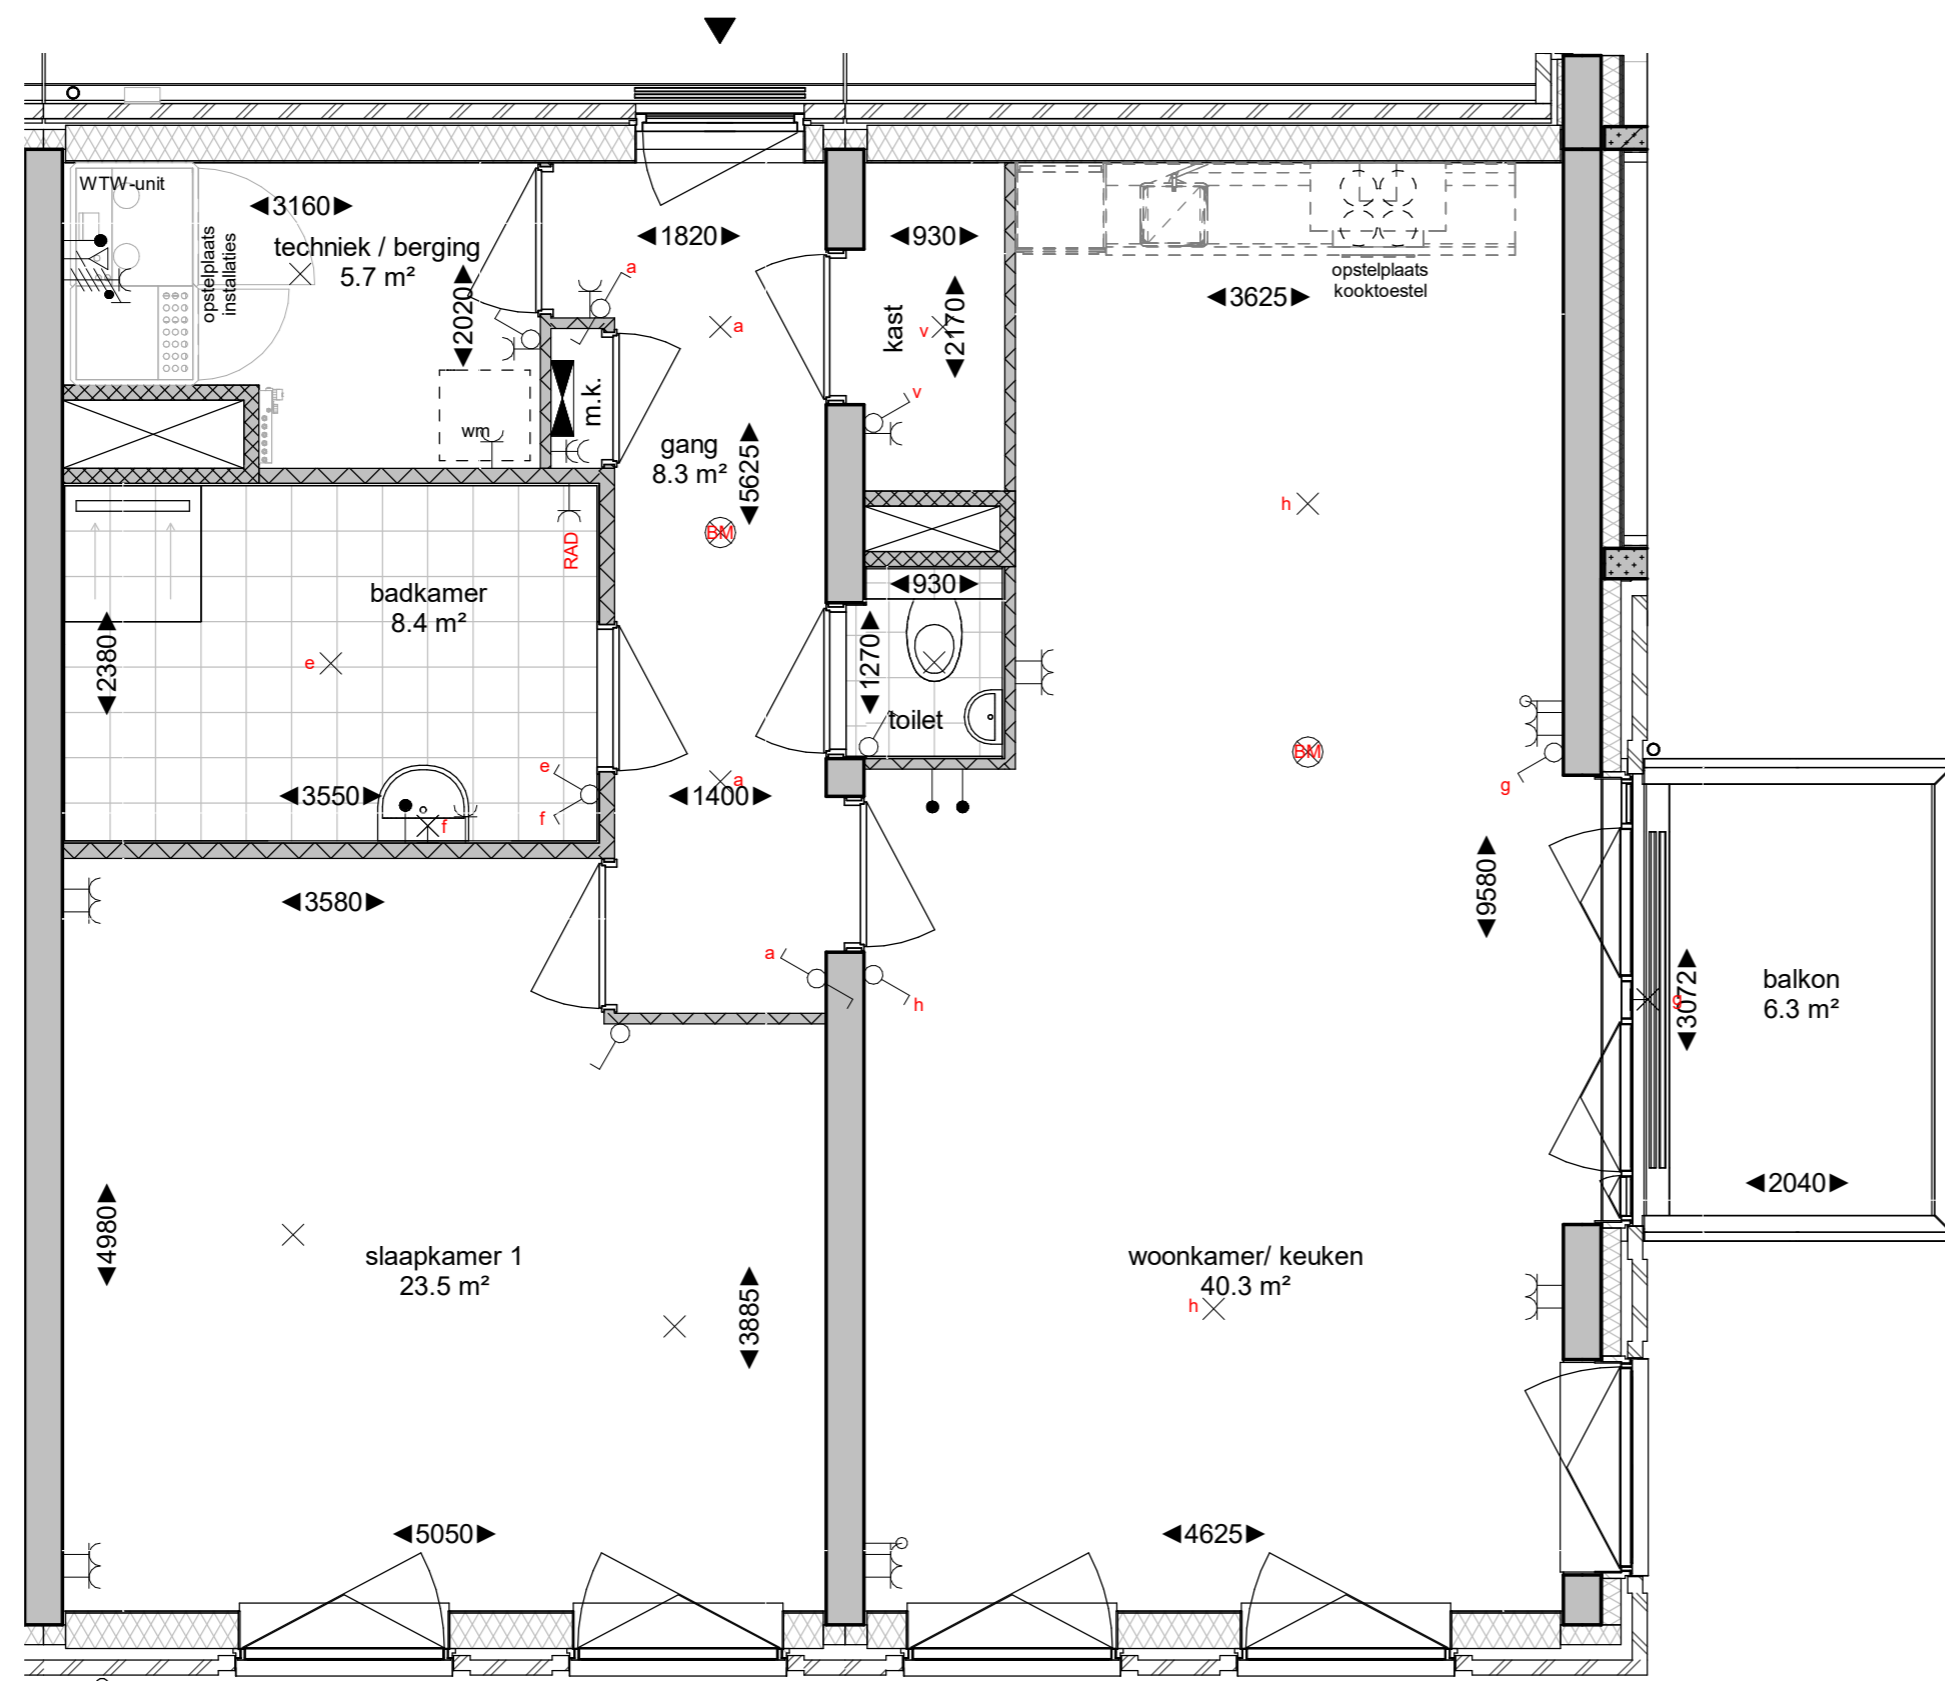 WTW-unit
3160
techniek / berging
5.7 m²
opstelplaats
installaties
2020
wm
m.k.
1820
a
a
gang
8.3 m²
5625
BM
930
kast
v
2170
v
opstelplaats
kooktoestel
3625
h
RAD
badkamer
8.4 m²
2380
e
3550
e
f
f
930
1270
toilet
a
1400
BM
g
9580
3580
a
h
3072
g
balkon
6.3 m²
2040
4980
slaapkamer 1
23.5 m²
3885
woonkamer/ keuken
40.3 m²
h
5050
4625